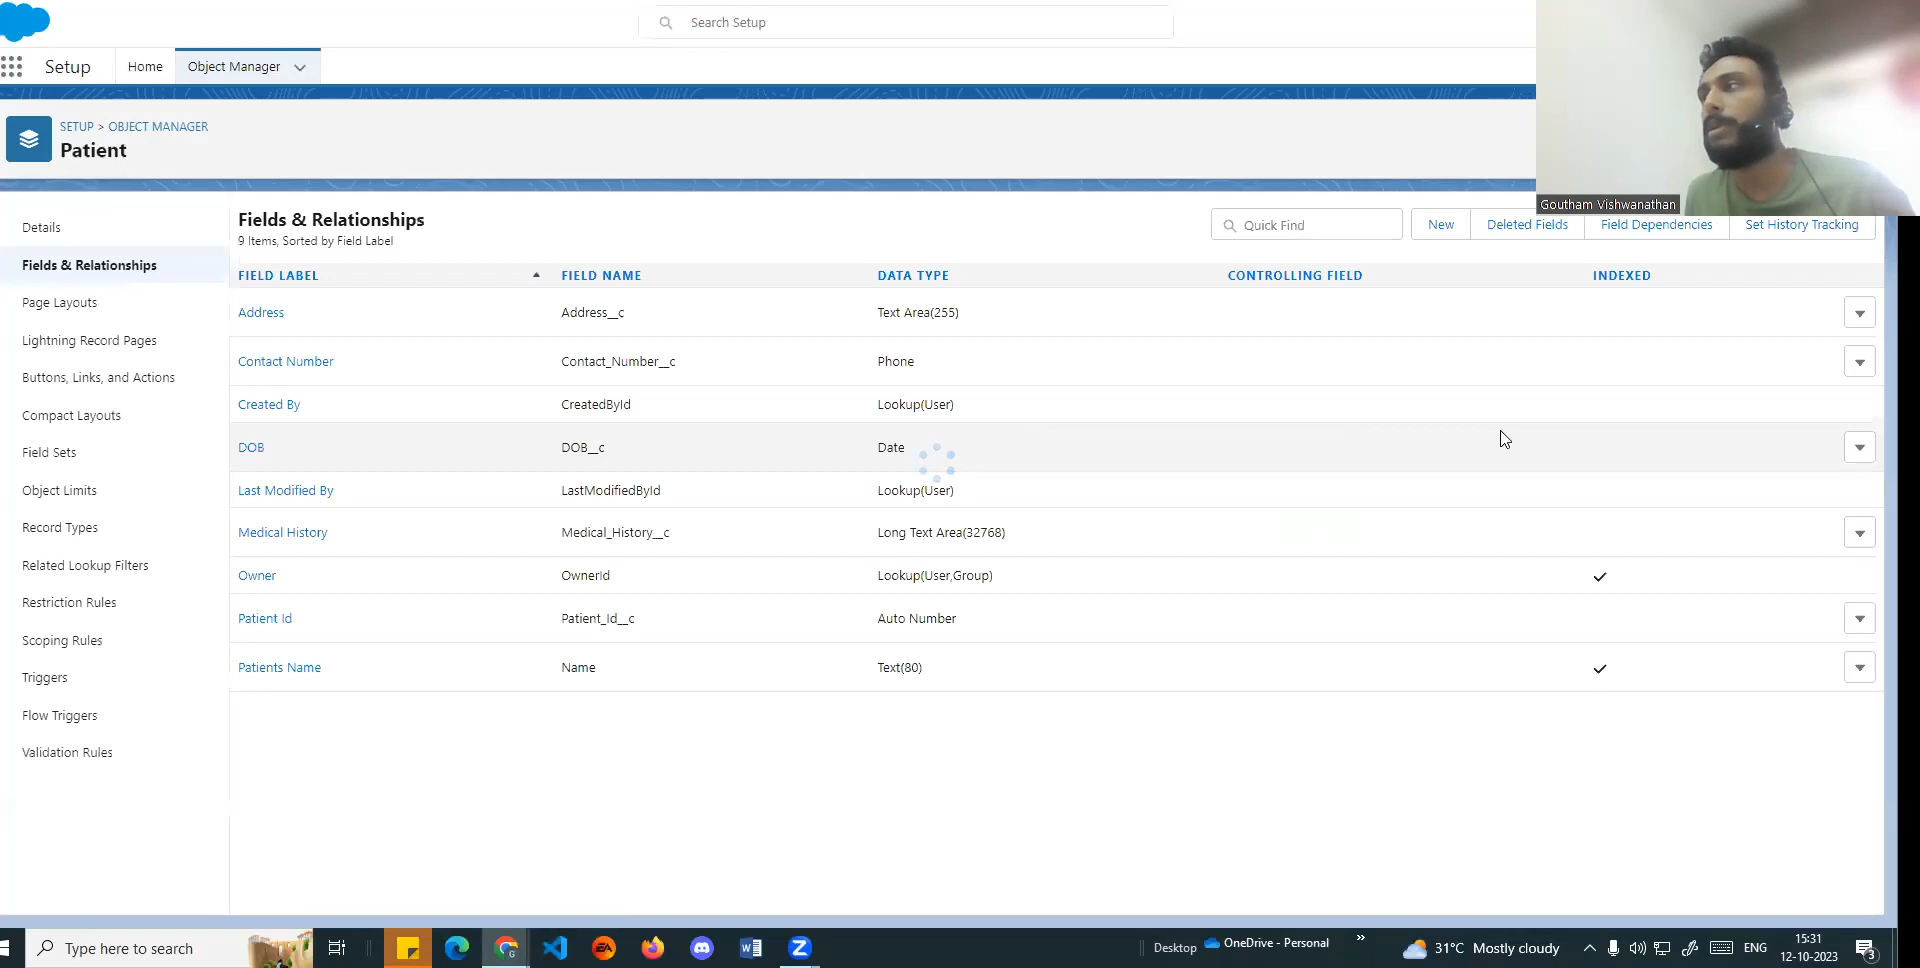 Search Setup
Setup
Home
Object Manager
SETUP > OBJECT MANAGER
Patient
Goutham Vishwanathan
Details
Fields & Relationships
Page Layouts
Lightning Record Pages
Buttons, Links, and Actions
Compact Layouts
Field Sets
Object Limits
Record Types
Related Lookup Filters
Restriction Rules
Scoping Rules
Triggers
Flow Triggers
Validation Rules
Fields & Relationships
9 Items, Sorted by Field Label
Quick Find
New
Deleted Fields
Field Dependencies
Set History Tracking
FIELD LABEL FIELD NAME DATA TYPE CONTROLLING FIELD INDEXED
Address Address__c Text Area(255)
Contact Number Contact_Number__c Phone
Created By CreatedById Lookup(User)
DOB DOB__c Date
Last Modified By LastModifiedById Lookup(User)
Medical History Medical_History__c Long Text Area(32768)
Owner OwnerId Lookup(User,Group)
Patient Id Patient_Id__c Auto Number
Patients Name Name Text(80)
Type here to search
Desktop
OneDrive - Personal
31°C Mostly cloudy
ENG
15:31
12-10-2023
3